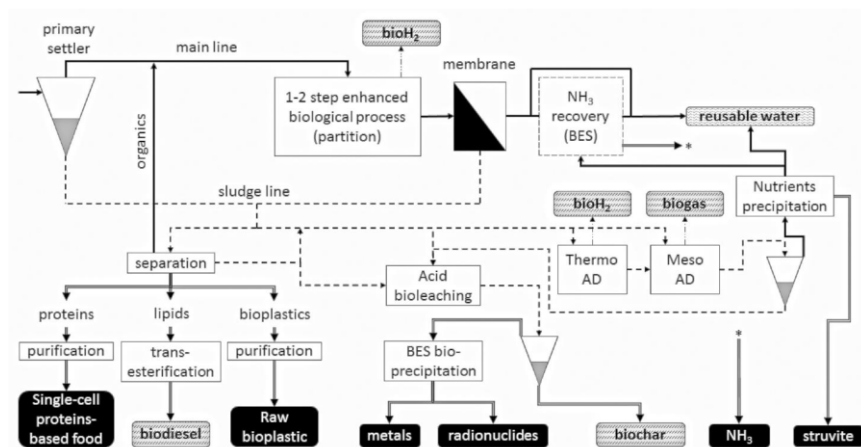 primary
settler
main line
bioH₂
1-2 step enhanced
biological process
(partition)
membrane
NH₃
recovery
(BES)
*
reusable water
organics
sludge line
Nutrients
precipitation
bioH₂
biogas
separation
Acid
bioleaching
Thermo
AD
Meso
AD
proteins
lipids
bioplastics
purification
trans-
esterification
purification
BES bio-
precipitation
*
Single-cell
proteins-
based food
biodiesel
Raw
bioplastic
metals
radionuclides
biochar
NH₃
struvite